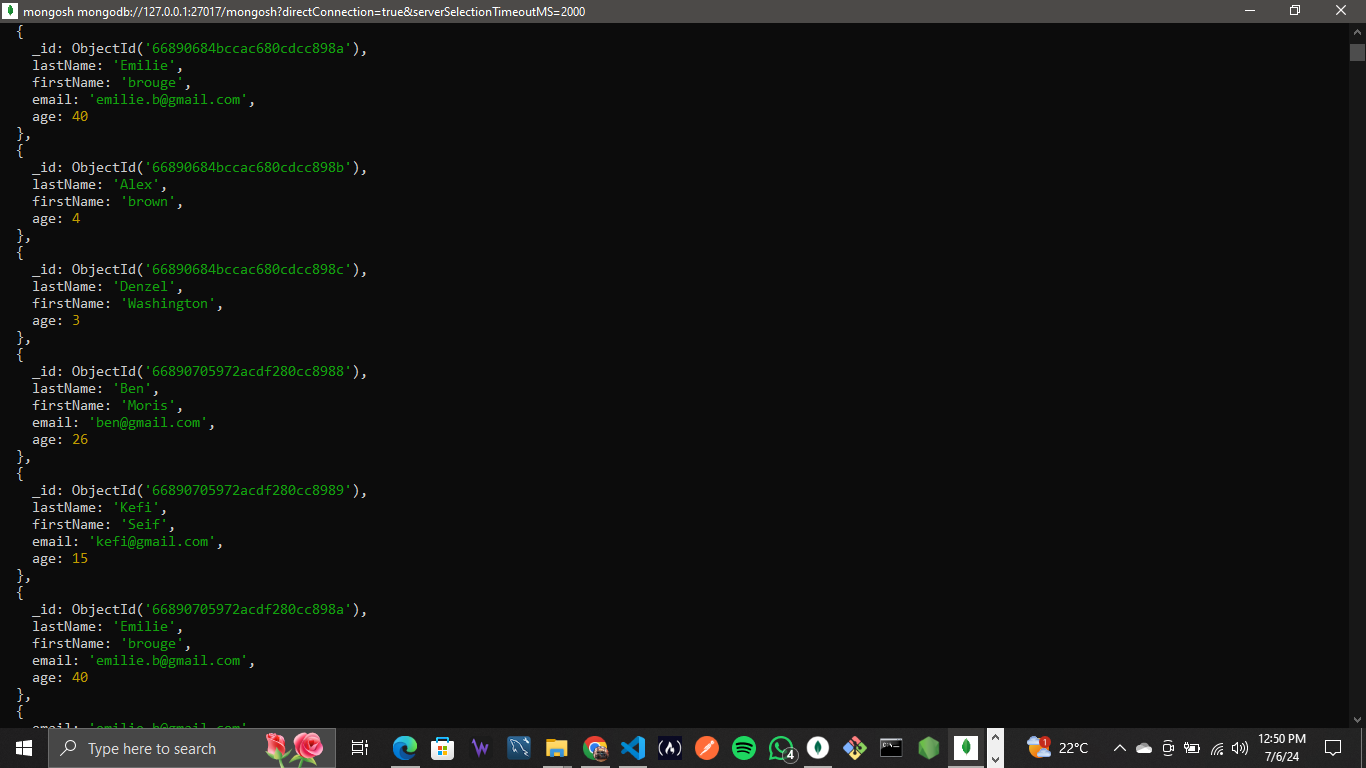 mongosh mongodb://127.0.0.1:27017/mongosh?directConnection=true&serverSelectionTimeoutMS=2000
{
_id: ObjectId('66890684bccac680cdcc898a'),
lastName: 'Emilie',
firstName: 'brouge',
email: 'emilie.b@gmail.com',
age: 40
},
{
_id: ObjectId('66890684bccac680cdcc898b'),
lastName: 'Alex',
firstName: 'brown',
age: 4
},
{
_id: ObjectId('66890684bccac680cdcc898c'),
lastName: 'Denzel',
firstName: 'Washington',
age: 3
},
{
_id: ObjectId('66890705972acdf280cc8988'),
lastName: 'Ben',
firstName: 'Moris',
email: 'ben@gmail.com',
age: 26
},
{
_id: ObjectId('66890705972acdf280cc8989'),
lastName: 'Kefi',
firstName: 'Seif',
email: 'kefi@gmail.com',
age: 15
},
{
_id: ObjectId('66890705972acdf280cc898a'),
lastName: 'Emilie',
firstName: 'brouge',
email: 'emilie.b@gmail.com',
age: 40
},
{
email: 'emilie.b@gmail.com'
Type here to search
4
1
22°C
12:50 PM
7/6/24